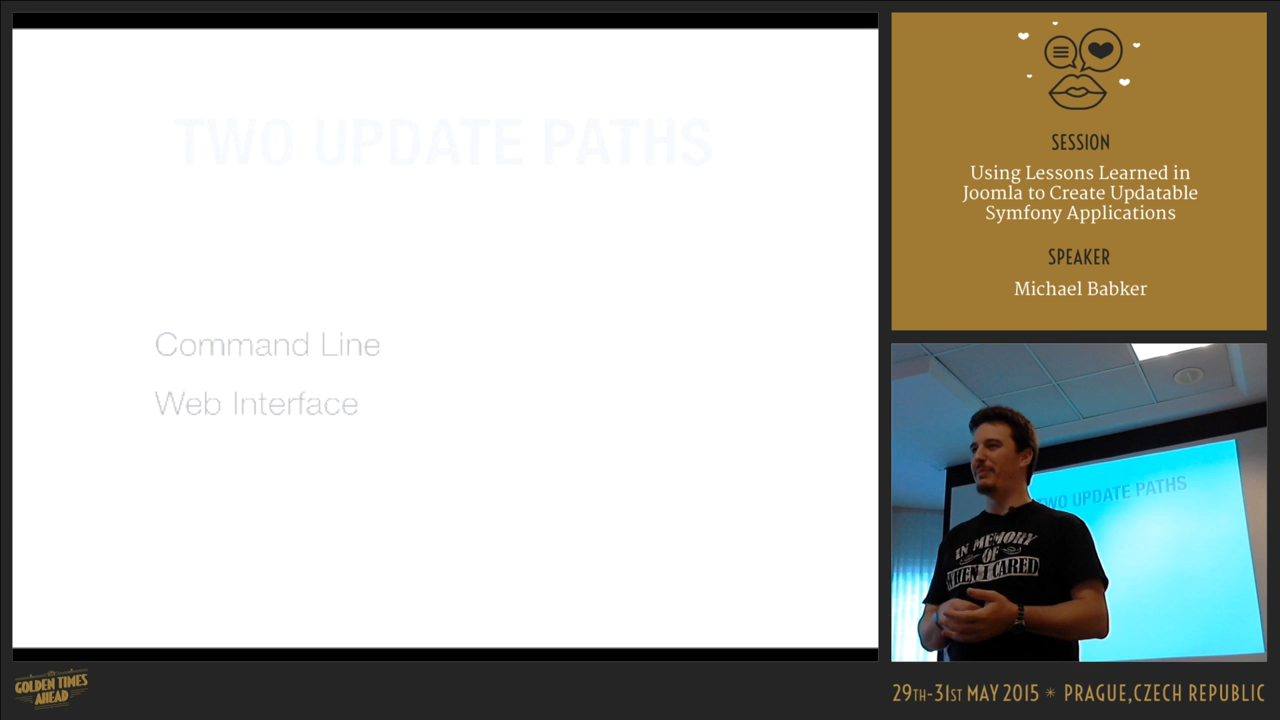 TWO UPDATE PATHS
Command Line
Web Interface
SESSION
Using Lessons Learned in
Joomla to Create Updatable
Symfony Applications
SPEAKER
Michael Babker
TWO UPDATE PATHS
IN MEMORY
OF
WHEN I CARED
GOLDEN TIMES
AHEAD
29TH-31ST MAY 2015 * PRAGUE,CZECH REPUBLIC